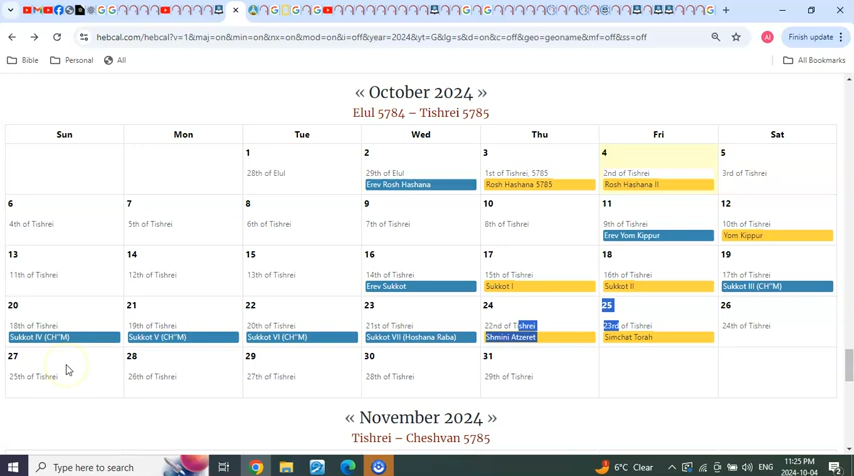 hebcal.com/hebcal?v=1&maj=on&min=on&nx=on&mod=on&i=off&year=2024&yt=G&lg=s&d=on&c=off&geo=geoname&mf=off&ss=off
AI
Finish update
Bible
Personal
All
All Bookmarks
« October 2024 »
Elul 5784 – Tishrei 5785
Sun Mon Tue Wed Thu Fri Sat
1 2 3 4 5
28th of Elul 29th of Elul 1st of Tishrei, 5785 2nd of Tishrei 3rd of Tishrei
Erev Rosh Hashana Rosh Hashana 5785 Rosh Hashana II
6 7 8 9 10 11 12
4th of Tishrei 5th of Tishrei 6th of Tishrei 7th of Tishrei 8th of Tishrei 9th of Tishrei 10th of Tishrei
Erev Yom Kippur Yom Kippur
13 14 15 16 17 18 19
11th of Tishrei 12th of Tishrei 13th of Tishrei 14th of Tishrei 15th of Tishrei 16th of Tishrei 17th of Tishrei
Erev Sukkot Sukkot I Sukkot II Sukkot III (CH''M)
20 21 22 23 24 25 26
18th of Tishrei 19th of Tishrei 20th of Tishrei 21st of Tishrei 22nd of Tishrei 23rd of Tishrei 24th of Tishrei
Sukkot IV (CH''M) Sukkot V (CH''M) Sukkot VI (CH''M) Sukkot VII (Hoshana Raba) Shmini Atzeret Simchat Torah
27 28 29 30 31
25th of Tishrei 26th of Tishrei 27th of Tishrei 28th of Tishrei 29th of Tishrei
« November 2024 »
Tishrei – Cheshvan 5785
Type here to search
6°C Clear
ENG
11:25 PM
2024-10-04
2